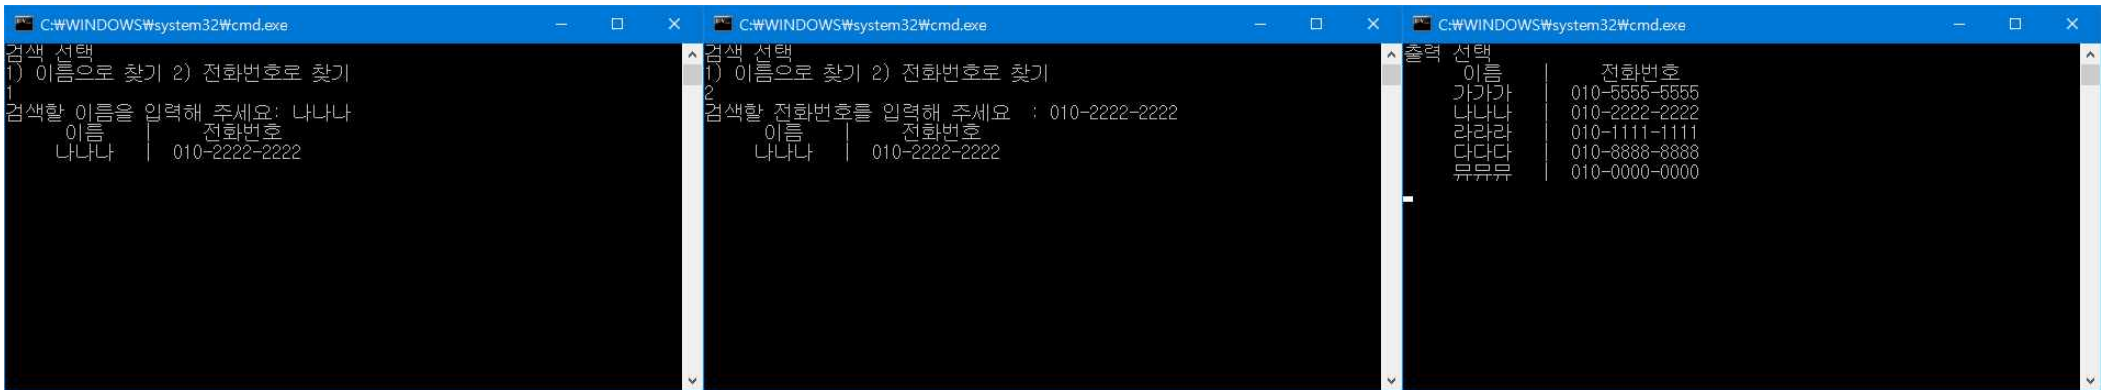 C:₩WINDOWS₩system32₩cmd.exe
검색 선택
1) 이름으로 찾기 2) 전화번호로 찾기
1
검색할 이름을 입력해 주세요: 나나나
이름 | 전화번호
나나나 | 010-2222-2222
C:₩WINDOWS₩system32₩cmd.exe
검색 선택
1) 이름으로 찾기 2) 전화번호로 찾기
2
검색할 전화번호를 입력해 주세요 : 010-2222-2222
이름 | 전화번호
나나나 | 010-2222-2222
C:₩WINDOWS₩system32₩cmd.exe
출력 선택
이름 | 전화번호
가가가 | 010-5555-5555
나나나 | 010-2222-2222
라라라 | 010-1111-1111
다다다 | 010-8888-8888
뮤뮤뮤 | 010-0000-0000